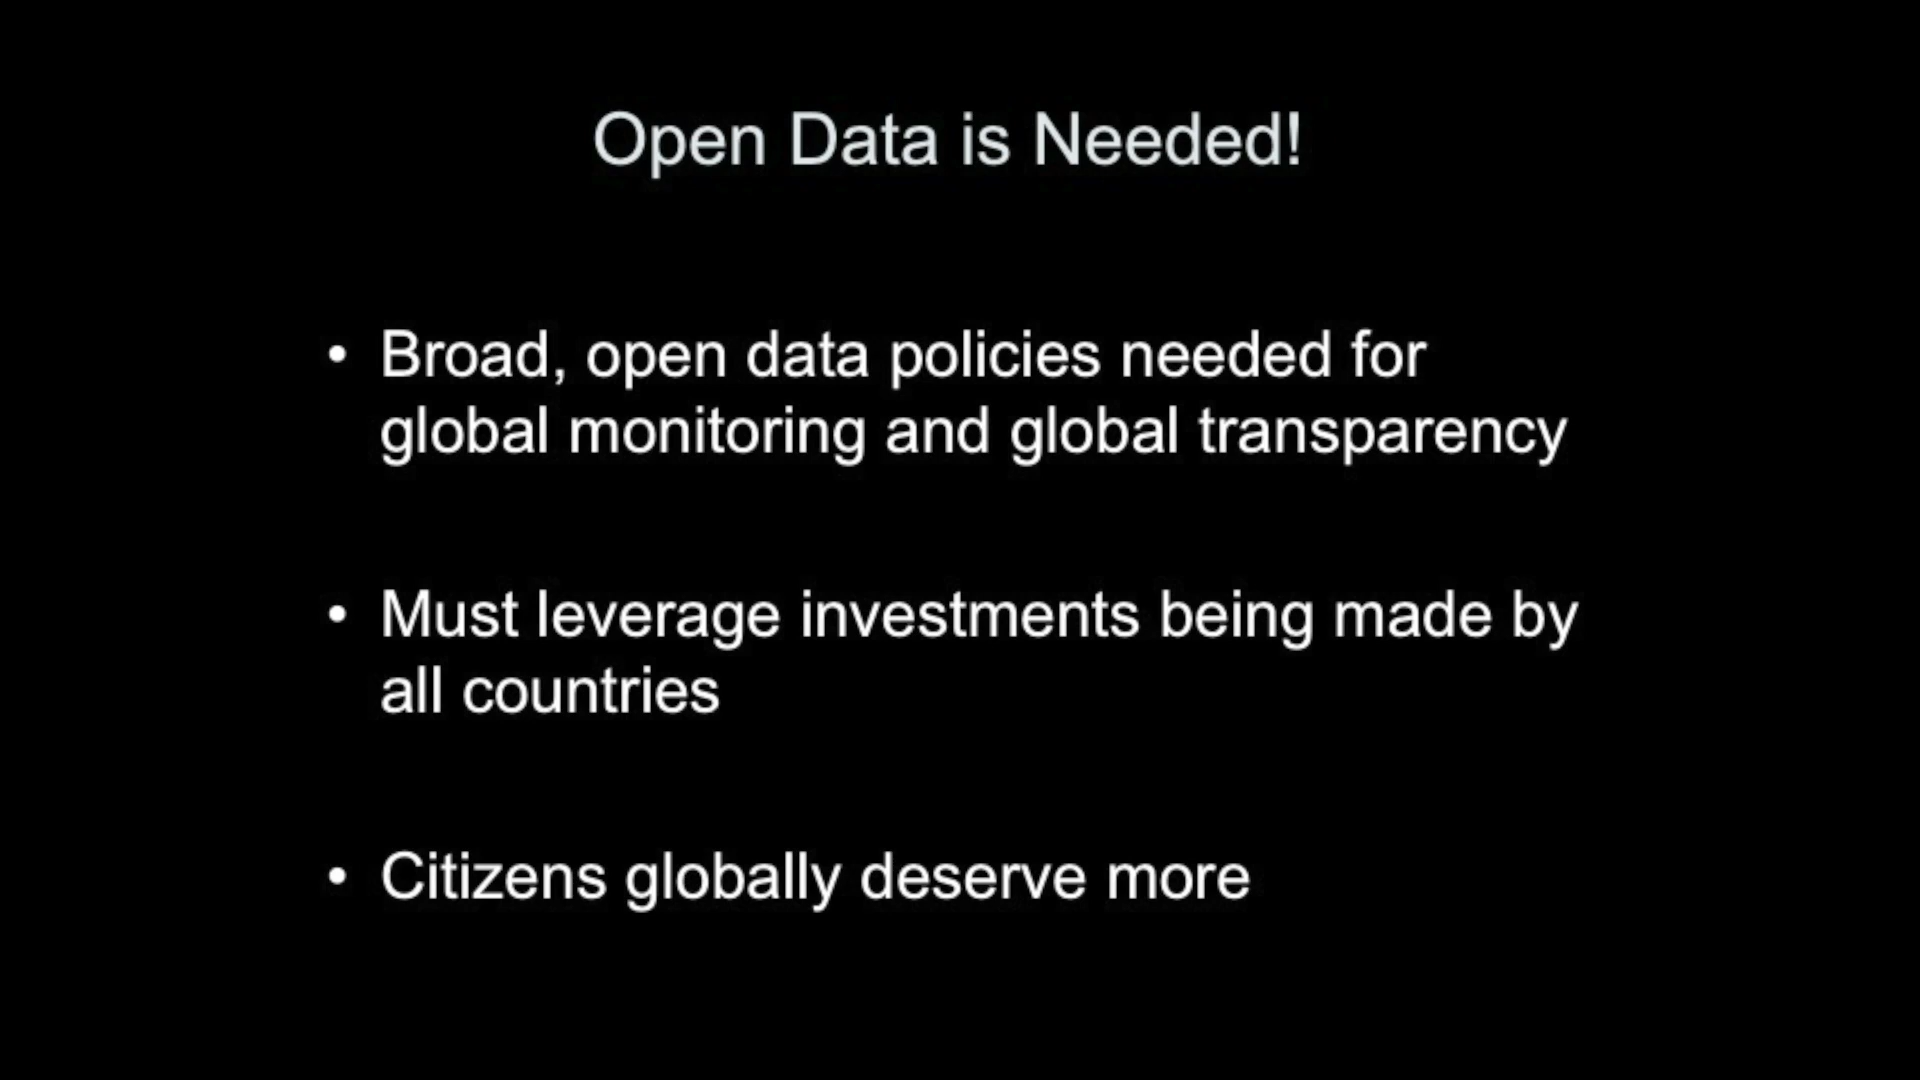 Open Data is Needed!
• Broad, open data policies needed for
global monitoring and global transparency
• Must leverage investments being made by
all countries
• Citizens globally deserve more